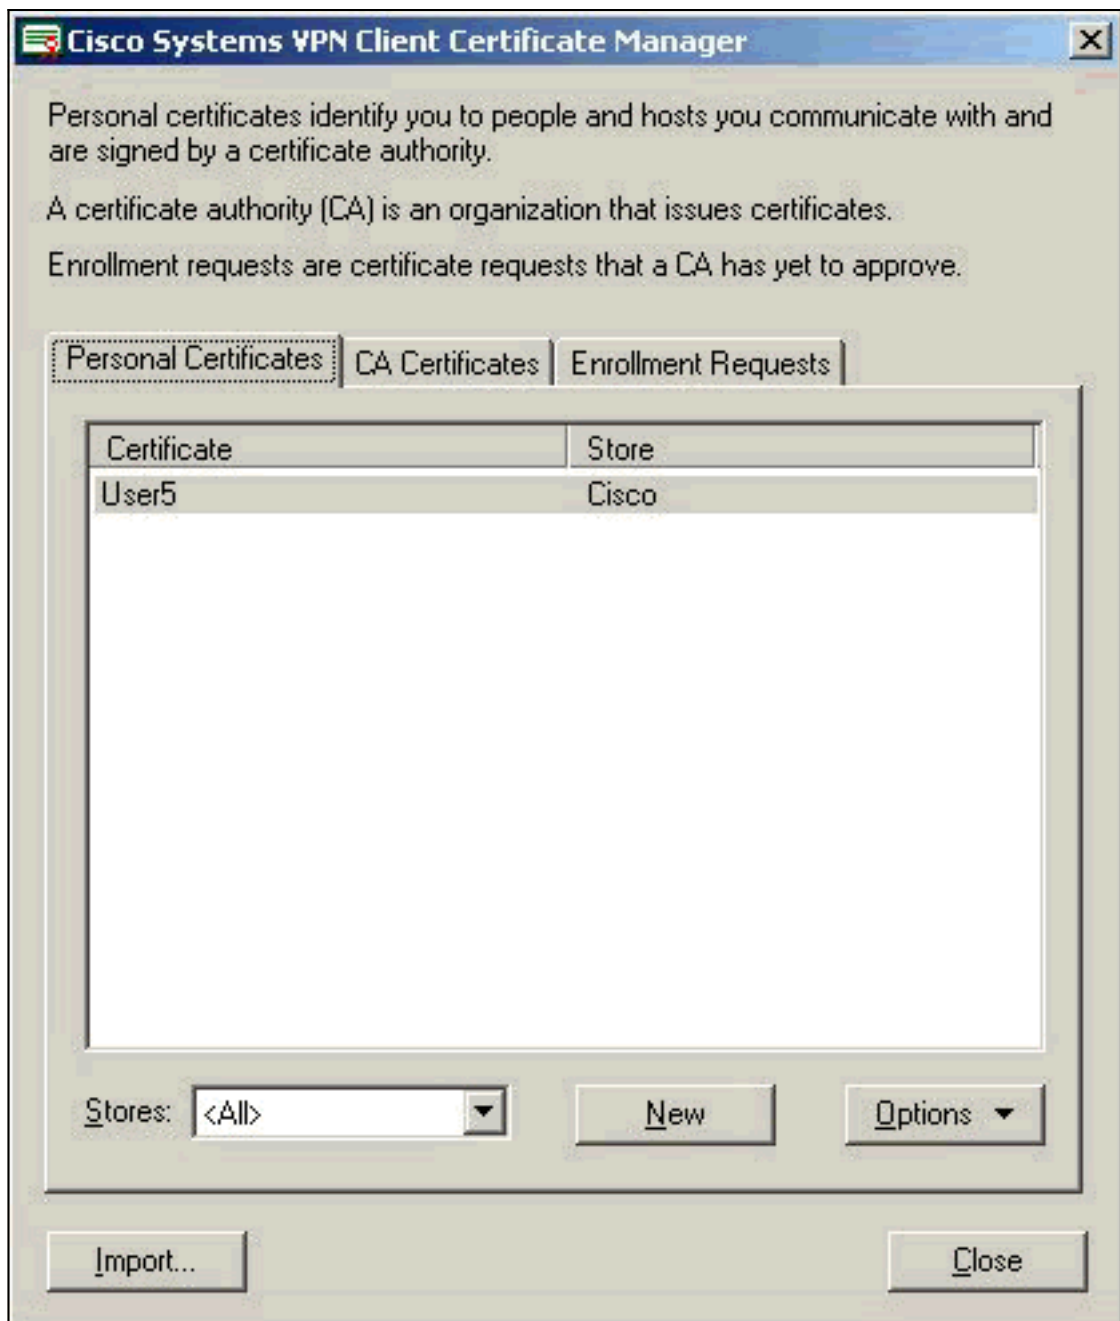 Cisco Systems VPN Client Certificate Manager
Personal certificates identify you to people and hosts you communicate with and
are signed by a certificate authority.
A certificate authority (CA) is an organization that issues certificates.
Enrollment requests are certificate requests that a CA has yet to approve.
Personal Certificates CA Certificates Enrollment Requests
Certificate Store
User5 Cisco
Stores: <All> New Options
Import... Close